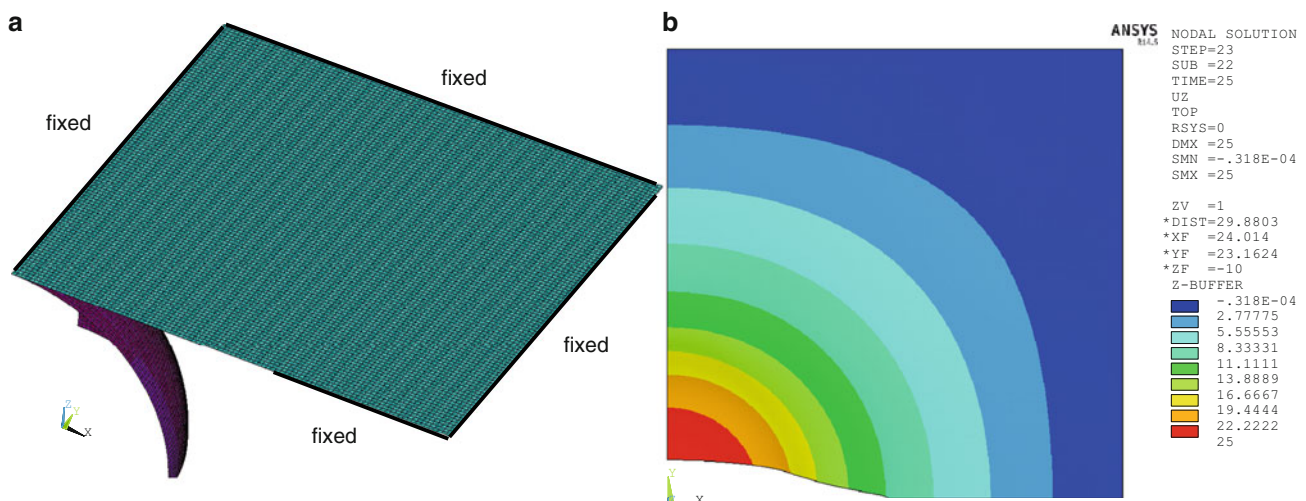 a
fixed
fixed
fixed
fixed
Z
Y
X
b
ANSYS
R14.5
NODAL SOLUTION
STEP=23
SUB =22
TIME=25
UZ
TOP
RSYS=0
DMX =25
SMN =-.318E-04
SMX =25
ZV =1
*DIST=29.8803
*XF =24.014
*YF =23.1624
*ZF =-10
Z-BUFFER
-.318E-04
2.77775
5.55553
8.33331
11.1111
13.8889
16.6667
19.4444
22.2222
25
Y
X